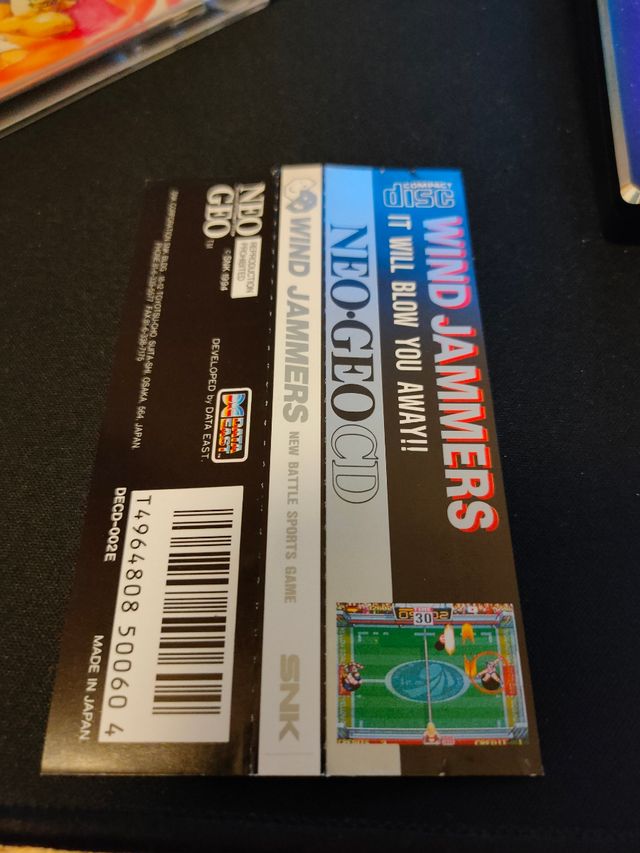 COMPACT
disc
WIND JAMMERS
IT WILL BLOW YOU AWAY!!
NEO·GEO CD
30
WIND JAMMERS NEW BATTLE SPORTS GAME SNK
NEO
GEO™
REPRODUCTION
PROHIBITED
©SNK 1994
DATA
EAST
DEVELOPED by DATA EAST.
T4964808 50060 4
DECD-002E
MADE IN JAPAN